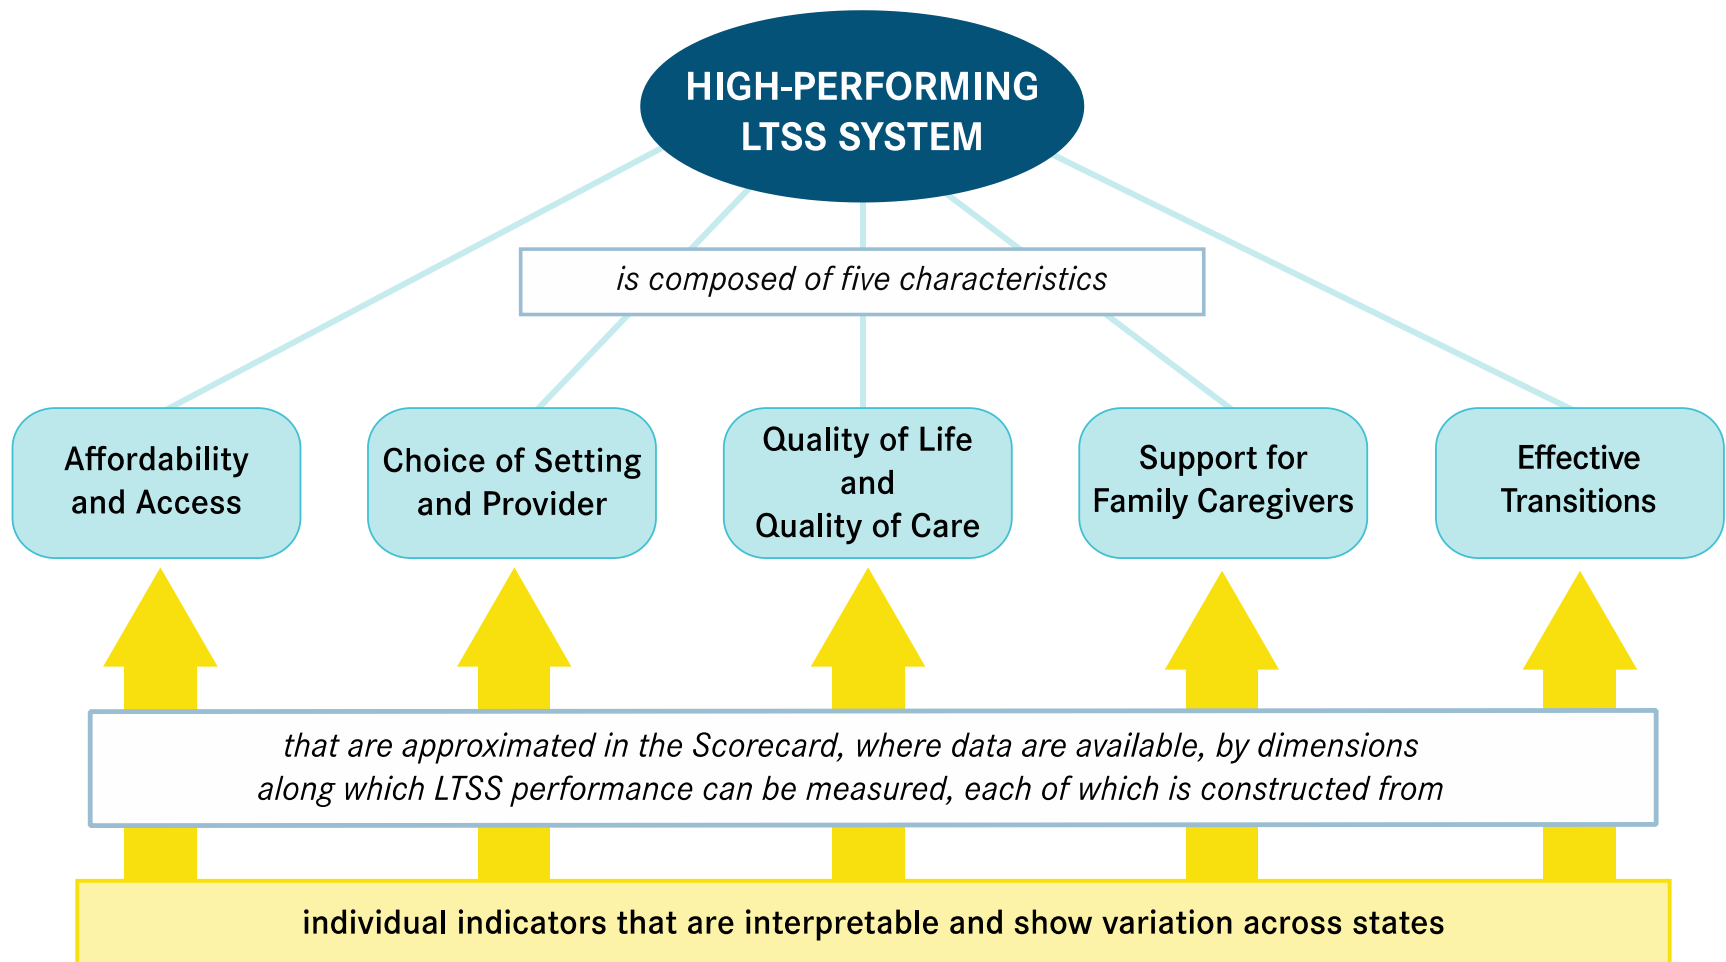 HIGH-PERFORMING
LTSS SYSTEM
is composed of five characteristics
Affordability
and Access
Choice of Setting
and Provider
Quality of Life
and
Quality of Care
Support for
Family Caregivers
Effective
Transitions
that are approximated in the Scorecard, where data are available, by dimensions
along which LTSS performance can be measured, each of which is constructed from
individual indicators that are interpretable and show variation across states